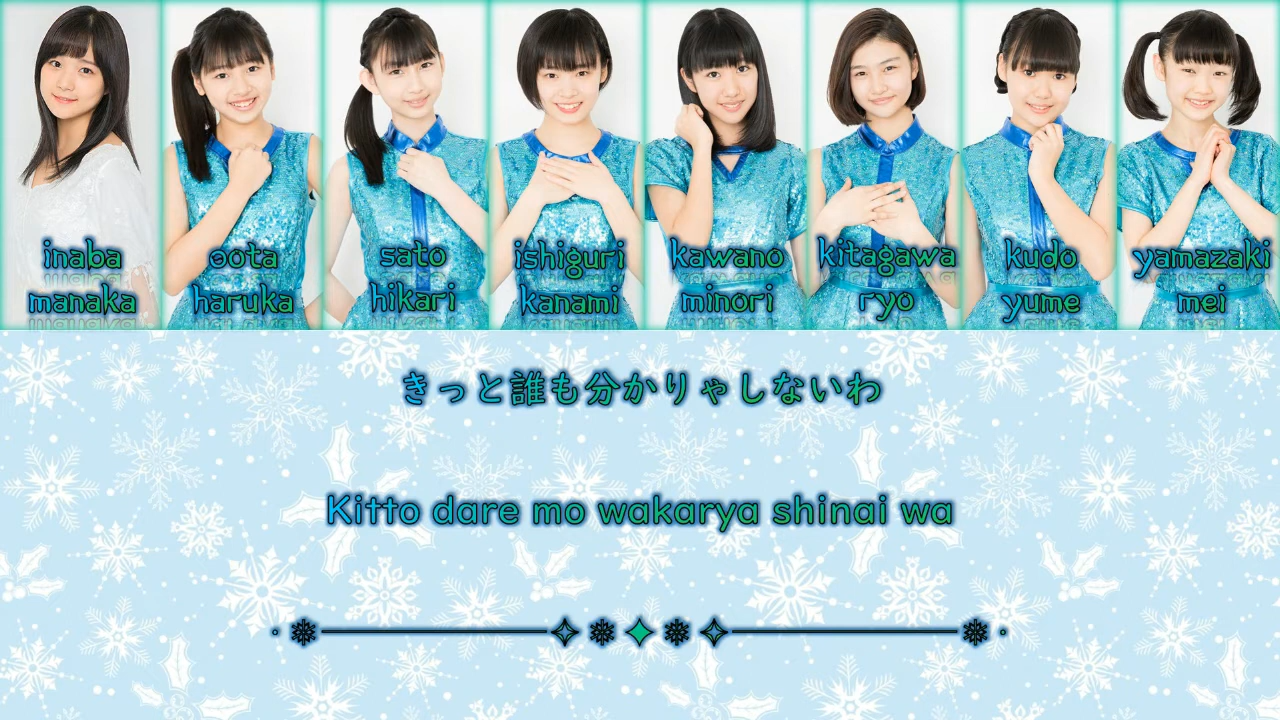 inaba
manaka
oota
haruka
sato
hikari
ishiguri
kanami
kawano
minori
kitagawa
ryo
kudo
yume
yamazaki
mei
きっと誰も分かりゃしないわ
Kitto dare mo wakarya shinai wa